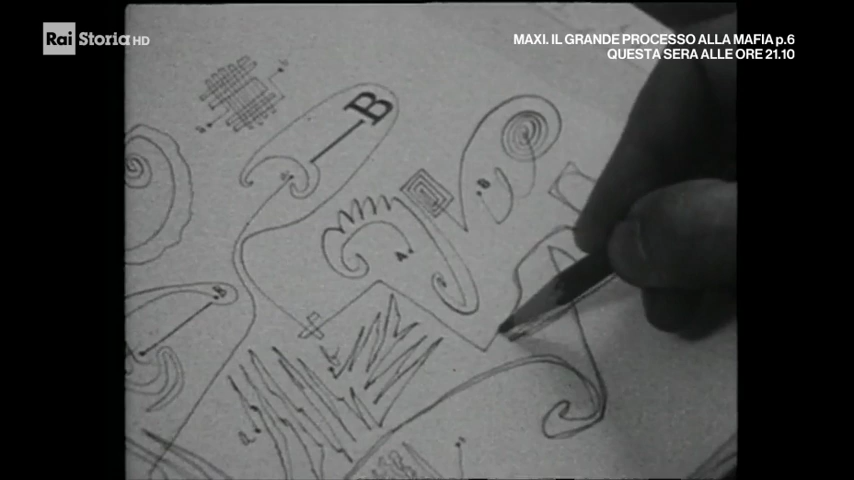 Rai Storia HD
MAXI. IL GRANDE PROCESSO ALLA MAFIA p.6
QUESTA SERA ALLE ORE 21.10
B
B
A
B